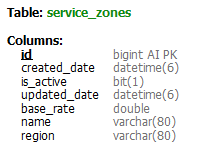 Table: service_zones
Columns:
id bigint AI PK
created_date datetime(6)
is_active bit(1)
updated_date datetime(6)
base_rate double
name varchar(80)
region varchar(80)